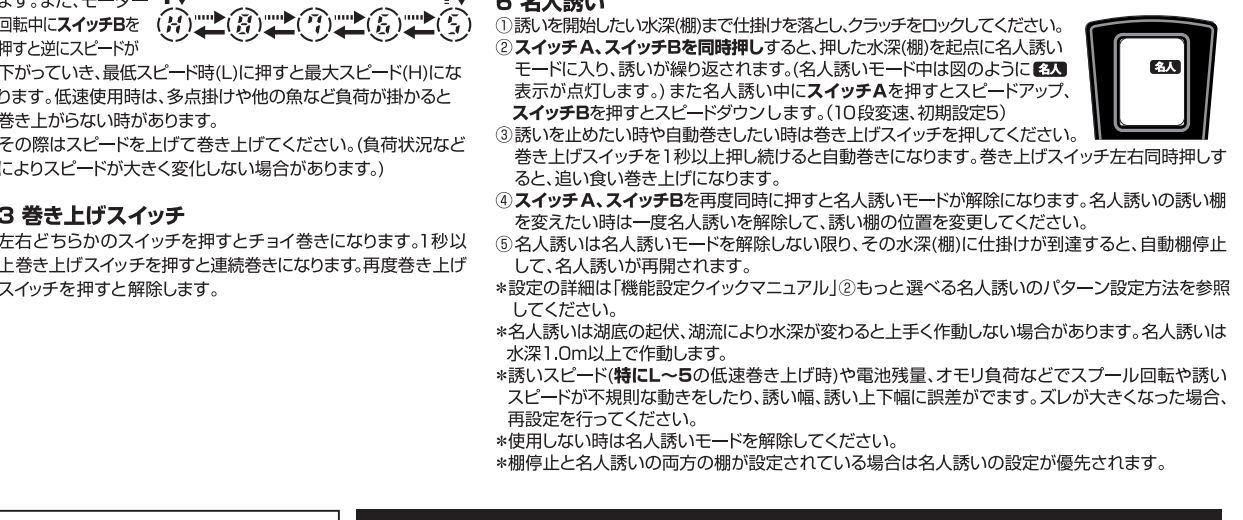 ます。また、モーター
回転中にスイッチBを
押すと逆にスピードが
H 8 7 6 5
下がっていき、最低スピード時(L)に押すと最大スピード(H)にな
ります。低速使用時は、多点掛けや他の魚など負荷が掛かると
巻き上がらない時があります。
その際はスピードを上げて巻き上げてください。(負荷状況など
によりスピードが大きく変化しない場合があります。)
3 巻き上げスイッチ
左右どちらかのスイッチを押すとチョイ巻きになります。1秒以
上巻き上げスイッチを押すと連続巻きになります。再度巻き上げ
スイッチを押すと解除します。
6 名人誘い
①誘いを開始したい水深(棚)まで仕掛けを落とし、クラッチをロックしてください。
②スイッチA、スイッチBを同時押しすると、押した水深(棚)を起点に名人誘い
モードに入り、誘いが繰り返されます。(名人誘いモード中は図のように 名人
表示が点灯します。) また名人誘い中にスイッチAを押すとスピードアップ、
スイッチBを押すとスピードダウンします。(10段変速、初期設定5)
名人
③誘いを止めたい時や自動巻きしたい時は巻き上げスイッチを押してください。
巻き上げスイッチを1秒以上押し続けると自動巻きになります。巻き上げスイッチ左右同時押しす
ると、追い食い巻き上げになります。
④スイッチA、スイッチBを再度同時に押すと名人誘いモードが解除になります。名人誘いの誘い棚
を変えたい時は一度名人誘いを解除して、誘い棚の位置を変更してください。
⑤名人誘いは名人誘いモードを解除しない限り、その水深(棚)に仕掛けが到達すると、自動棚停止
して、名人誘いが再開されます。
*設定の詳細は「機能設定クイックマニュアル」②もっと選べる名人誘いのパターン設定方法を参照
してください。
*名人誘いは湖底の起伏、湖流により水深が変わると上手く作動しない場合があります。名人誘いは
水深1.0m以上で作動します。
*誘いスピード(特にL〜5の低速巻き上げ時)や電池残量、オモリ負荷などでスプール回転や誘い
スピードが不規則な動きをしたり、誘い幅、誘い上下幅に誤差がでます。ズレが大きくなった場合、
再設定を行ってください。
*使用しない時は名人誘いモードを解除してください。
*棚停止と名人誘いの両方の棚が設定されている場合は名人誘いの設定が優先されます。